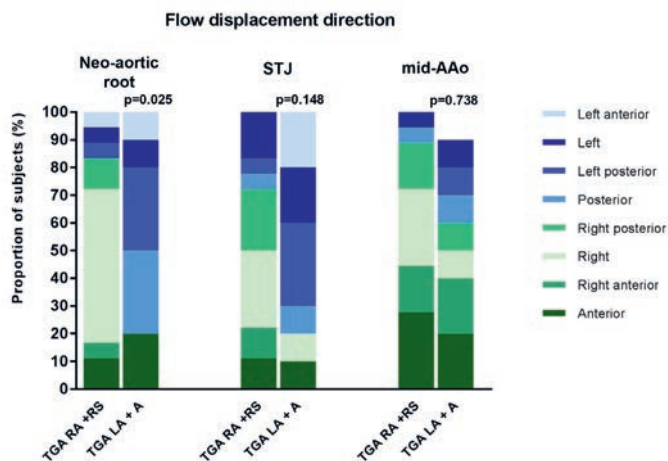 Flow displacement direction
Neo-aortic
root
STJ
mid-AAo
p=0.025
p=0.148
p=0.738
Proportion of subjects (%)
100
90
80
70
60
50
40
30
20
10
0
TGA RA +RS
TGA LA + A
TGA RA +RS
TGA LA + A
TGA RA +RS
TGA LA + A
Left anterior
Left
Left posterior
Posterior
Right posterior
Right
Right anterior
Anterior